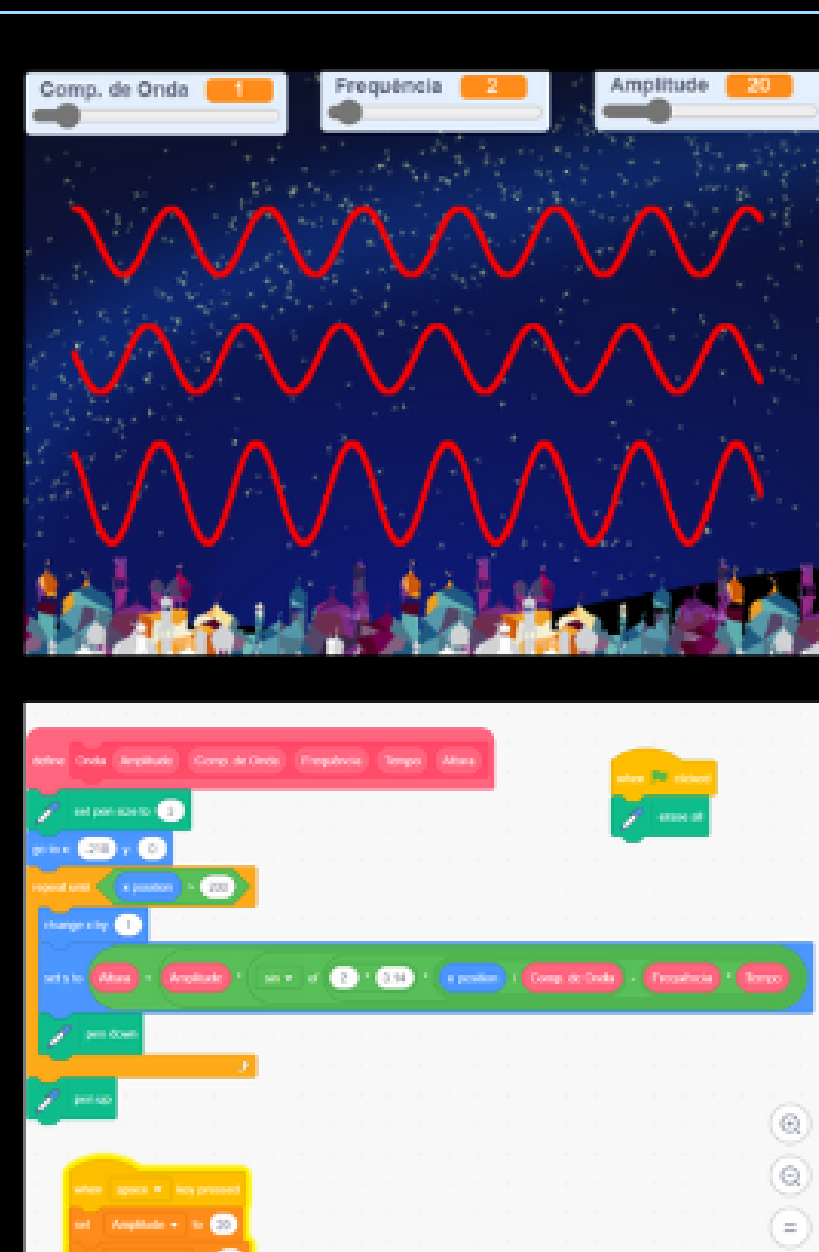 Comp. de Onda 1 Frequência 2 Amplitude 20
define Onda Amplitude Comp. de Onda Frequência Tempo Altura
when clicked
set pen size to 3
erase all
go to x: y: 0
repeat until x position > 200
change x by 1
set y to Altura + Amplitude * sin of 2 * 3.14 * x position / Comp. de Onda - Frequência * Tempo
pen down
pen up
when space key pressed
set Amplitude to 20